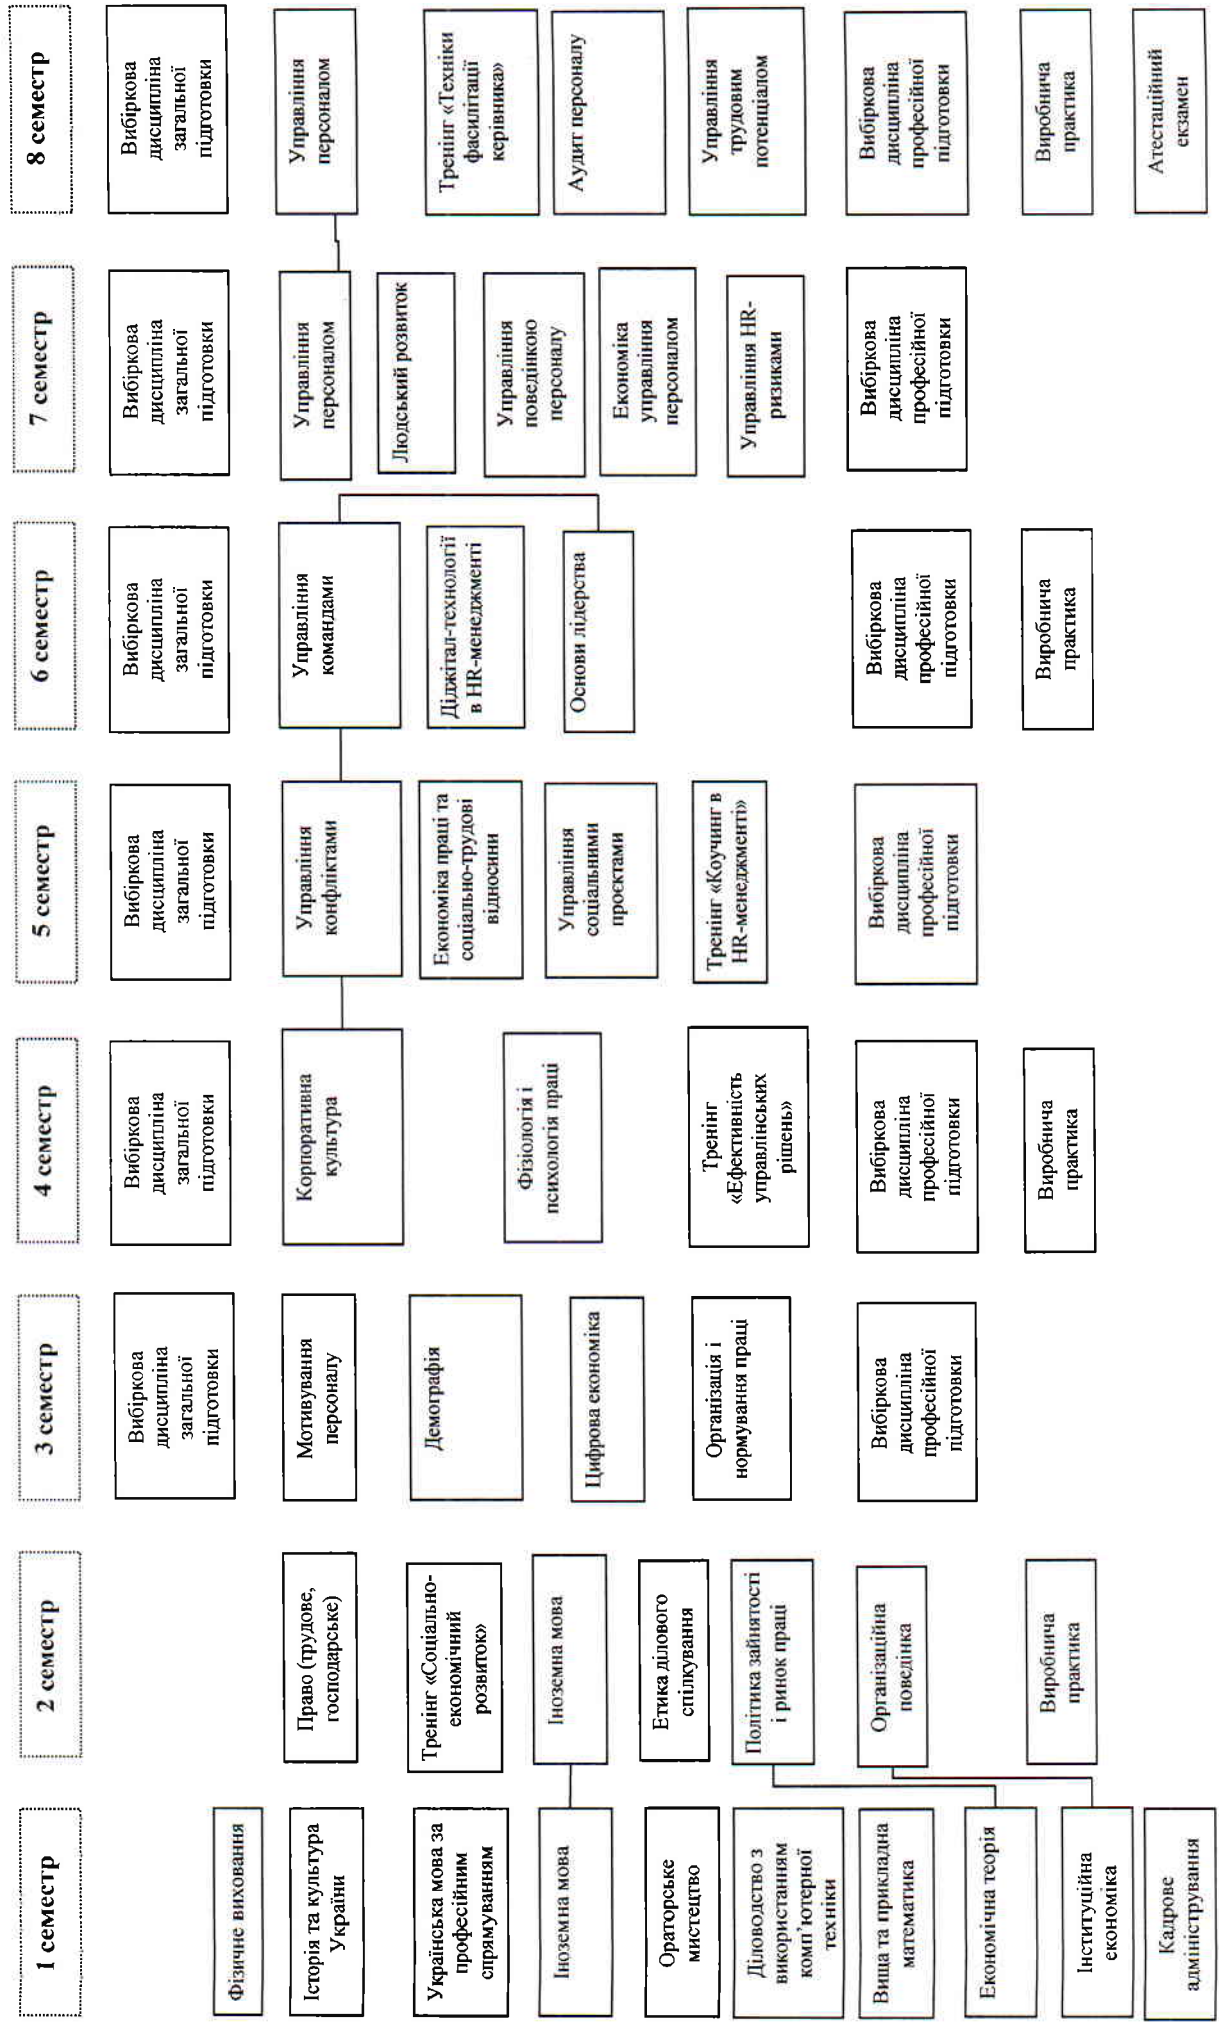 1 семестр
Фізичне виховання
Історія та культура
України
Українська мова за
професійним
спрямуванням
Іноземна мова
Ораторське
мистецтво
Діловодство з
використанням
комп’ютерної
техніки
Вища та прикладна
математика
Економічна теорія
Інституційна
економіка
Кадрове
адміністрування
2 семестр
Право (трудове,
господарське)
Тренінг «Соціально-
економічний
розвиток»
Іноземна мова
Етика ділового
спілкування
Політика зайнятості
і ринок праці
Організаційна
поведінка
Виробнича
практика
3 семестр
Вибіркова
дисципліна
загальної
підготовки
Мотивування
персоналу
Демографія
Цифрова економіка
Організація і
нормування праці
Вибіркова
дисципліна
професійної
підготовки
4 семестр
Вибіркова
дисципліна
загальної
підготовки
Корпоративна
культура
Фізіологія і
психологія праці
Тренінг
«Ефективність
управлінських
рішень»
Вибіркова
дисципліна
професійної
підготовки
Виробнича
практика
5 семестр
Вибіркова
дисципліна
загальної
підготовки
Управління
конфліктами
Економіка праці та
соціально-трудові
відносини
Управління
соціальними
проєктами
Тренінг «Коучинг в
HR-менеджменті»
Вибіркова
дисципліна
професійної
підготовки
6 семестр
Вибіркова
дисципліна
загальної
підготовки
Управління
командами
Діджітал-технології
в HR-менеджменті
Основи лідерства
Вибіркова
дисципліна
професійної
підготовки
Виробнича
практика
7 семестр
Вибіркова
дисципліна
загальної
підготовки
Управління
персоналом
Людський розвиток
Управління
поведінкою
персоналу
Економіка
управління
персоналом
Управління HR-
ризиками
Вибіркова
дисципліна
професійної
підготовки
8 семестр
Вибіркова
дисципліна
загальної
підготовки
Управління
персоналом
Тренінг «Техніки
фасилітації
керівника»
Аудит персоналу
Управління
трудовим
потенціалом
Вибіркова
дисципліна
професійної
підготовки
Виробнича
практика
Атестаційний
екзамен